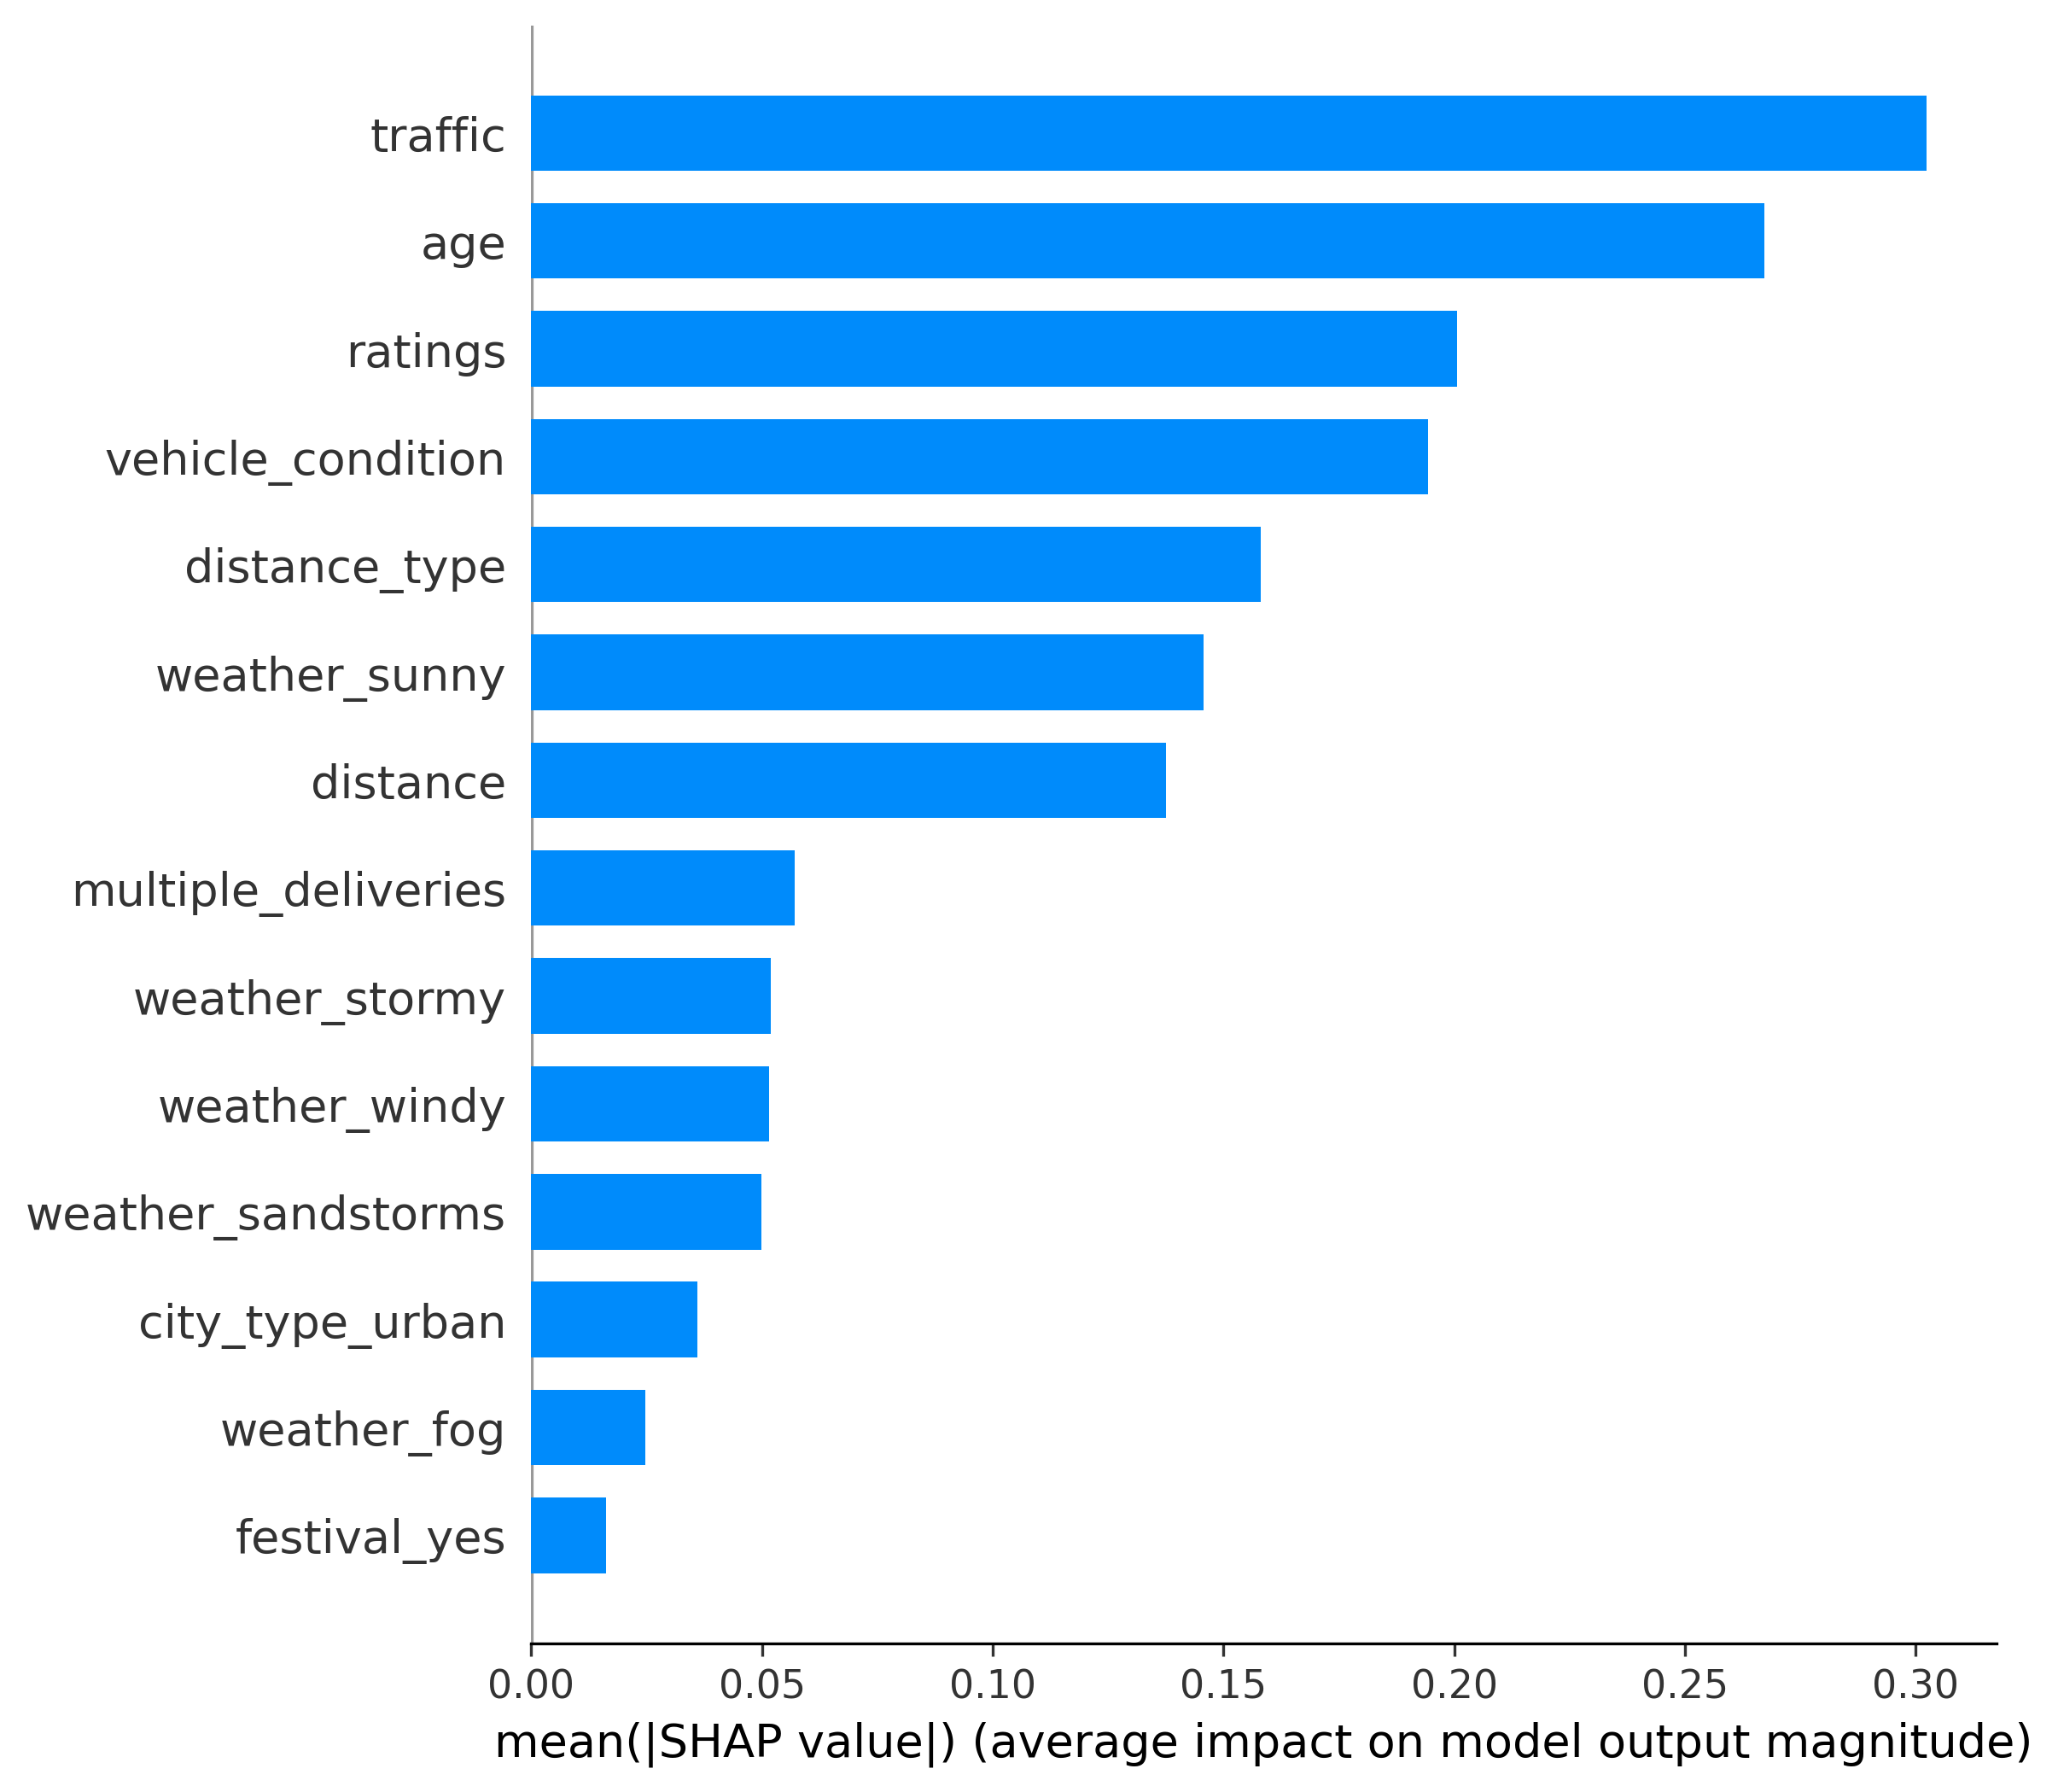 traffic
age
ratings
vehicle_condition
distance_type
weather_sunny
distance
multiple_deliveries
weather_stormy
weather_windy
weather_sandstorms
city_type_urban
weather_fog
festival_yes
0.00 0.05 0.10 0.15 0.20 0.25 0.30
mean(|SHAP value|) (average impact on model output magnitude)